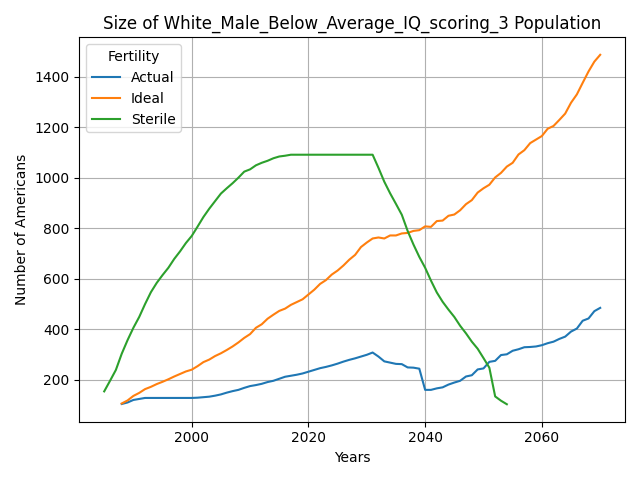 Size of White_Male_Below_Average_IQ_scoring_3 Population
Fertility
Actual
Ideal
Sterile
Number of Americans
1400
1200
1000
800
600
400
200
2000
2020
2040
2060
Years